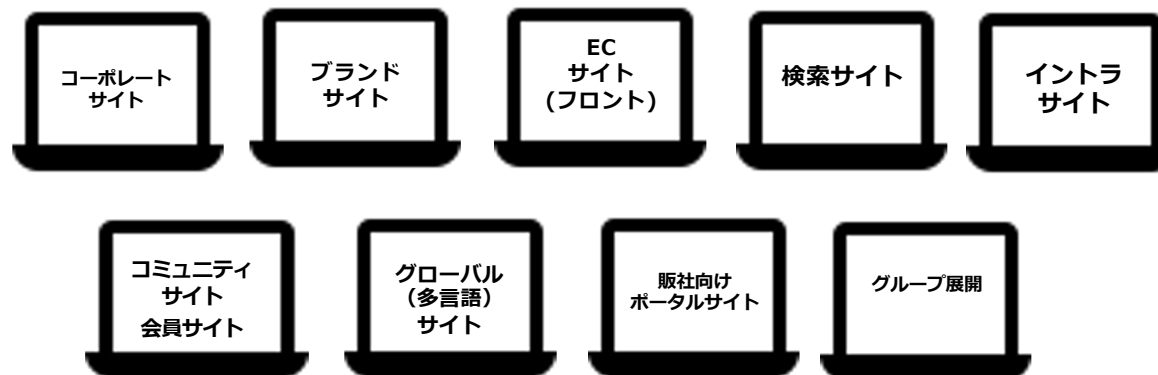 コーポレート
サイト
ブランド
サイト
EC
サイト
(フロント)
検索サイト
イントラ
サイト
コミュニティ
サイト
会員サイト
グローバル
（多言語）
サイト
販社向け
ポータルサイト
グループ展開